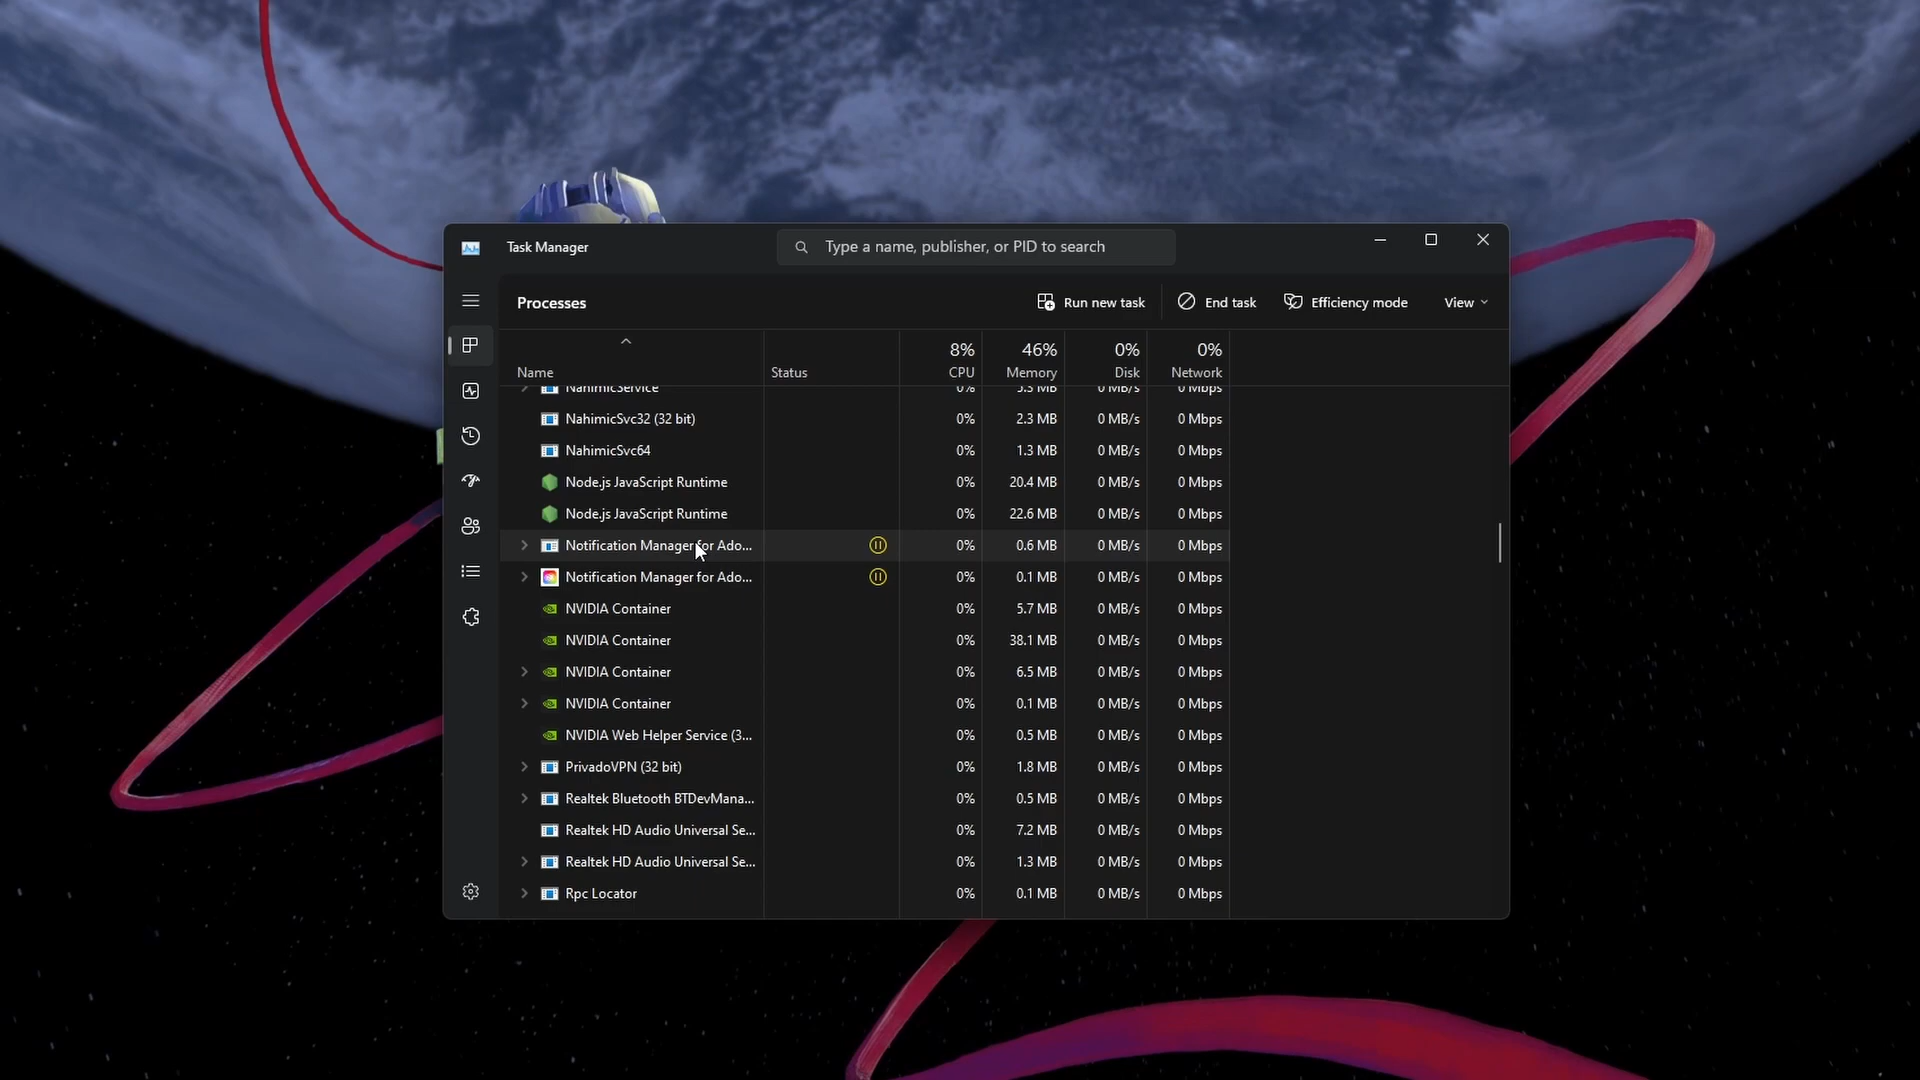 Task Manager
Type a name, publisher, or PID to search
Processes
Run new task
End task
Efficiency mode
View
8% 46% 0% 0%
Name Status CPU Memory Disk Network
NahimicService 0% 5.3 MB 0 MB/s 0 Mbps
NahimicSvc32 (32 bit) 0% 2.3 MB 0 MB/s 0 Mbps
NahimicSvc64 0% 1.3 MB 0 MB/s 0 Mbps
Node.js JavaScript Runtime 0% 20.4 MB 0 MB/s 0 Mbps
Node.js JavaScript Runtime 0% 22.6 MB 0 MB/s 0 Mbps
Notification Manager for Ado... 0% 0.6 MB 0 MB/s 0 Mbps
Notification Manager for Ado... 0% 0.1 MB 0 MB/s 0 Mbps
NVIDIA Container 0% 5.7 MB 0 MB/s 0 Mbps
NVIDIA Container 0% 38.1 MB 0 MB/s 0 Mbps
NVIDIA Container 0% 6.5 MB 0 MB/s 0 Mbps
NVIDIA Container 0% 0.1 MB 0 MB/s 0 Mbps
NVIDIA Web Helper Service (3... 0% 0.5 MB 0 MB/s 0 Mbps
PrivadoVPN (32 bit) 0% 1.8 MB 0 MB/s 0 Mbps
Realtek Bluetooth BTDevMana... 0% 0.5 MB 0 MB/s 0 Mbps
Realtek HD Audio Universal Se... 0% 7.2 MB 0 MB/s 0 Mbps
Realtek HD Audio Universal Se... 0% 1.3 MB 0 MB/s 0 Mbps
Rpc Locator 0% 0.1 MB 0 MB/s 0 Mbps